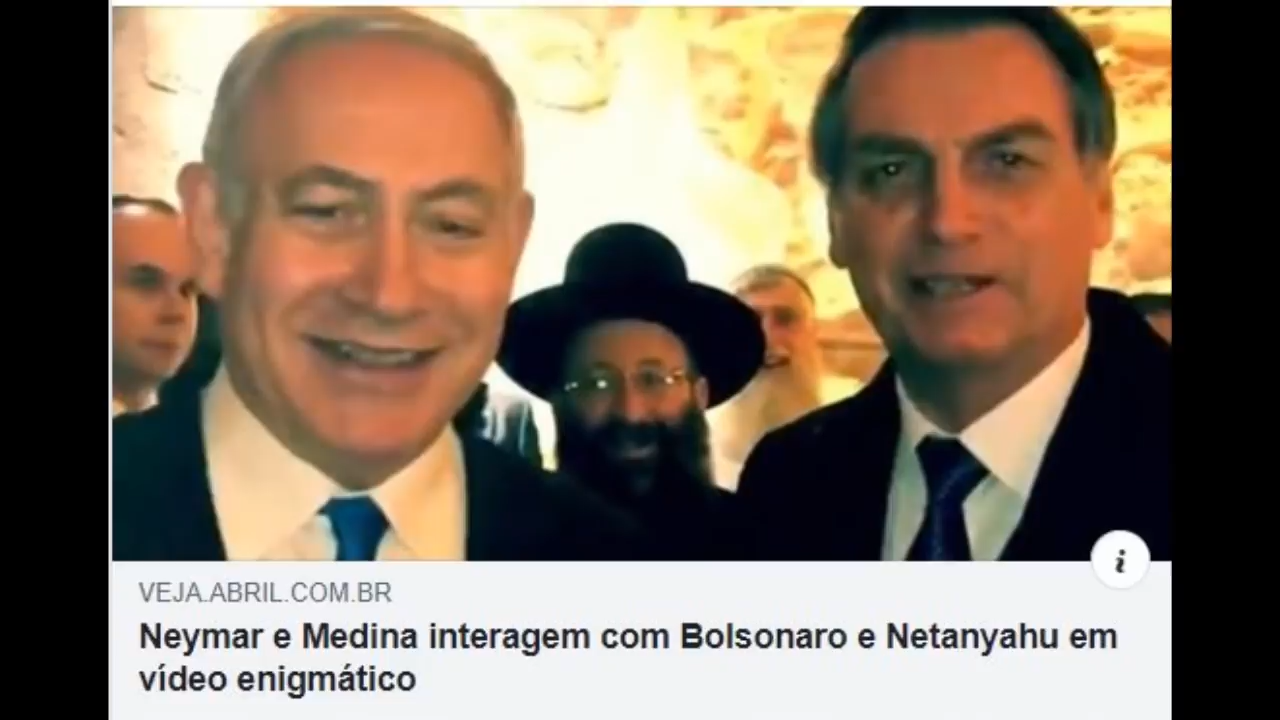 VEJA.ABRIL.COM.BR
Neymar e Medina interagem com Bolsonaro e Netanyahu em
vídeo enigmático